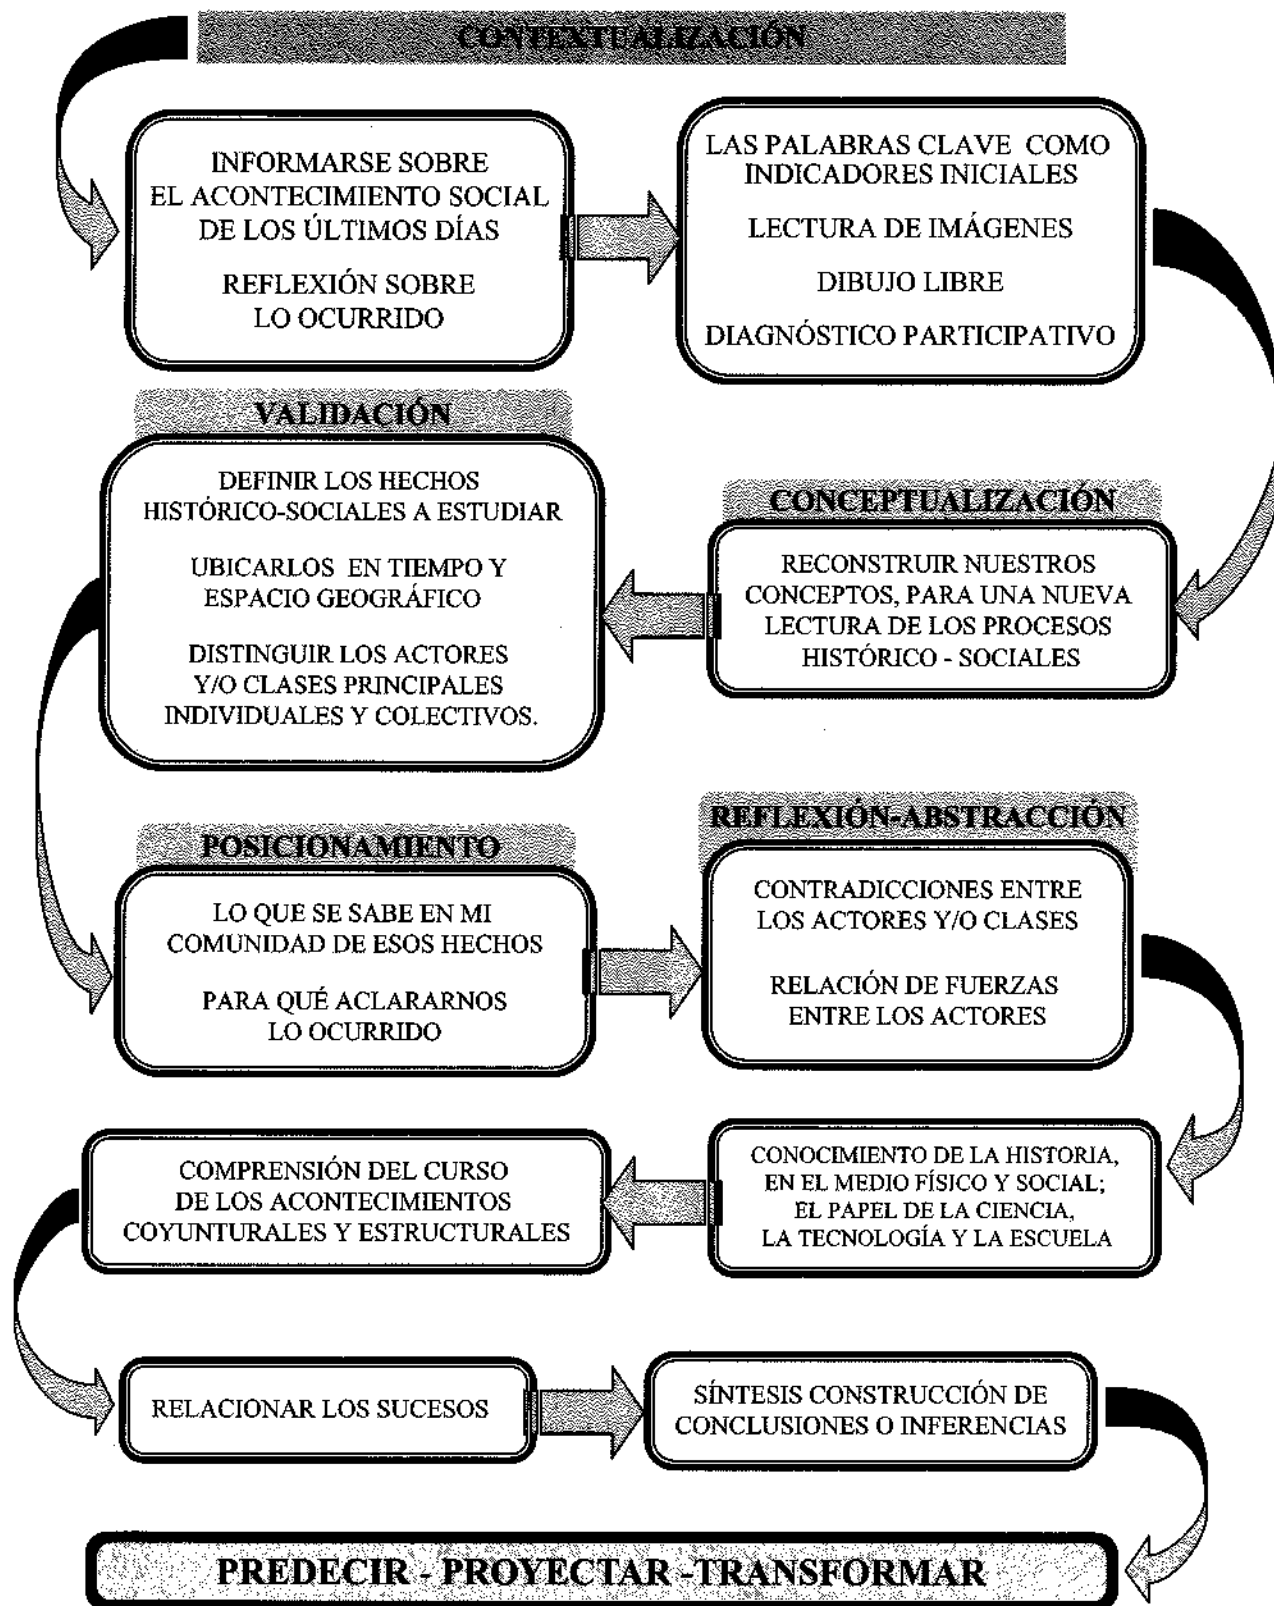 CONTEXTUALIZACIÓN
INFORMARSE SOBRE
EL ACONTECIMIENTO SOCIAL
DE LOS ÚLTIMOS DÍAS
REFLEXIÓN SOBRE
LO OCURRIDO
LAS PALABRAS CLAVE COMO
INDICADORES INICIALES
LECTURA DE IMÁGENES
DIBUJO LIBRE
DIAGNÓSTICO PARTICIPATIVO
CONCEPTUALIZACIÓN
RECONSTRUIR NUESTROS
CONCEPTOS, PARA UNA NUEVA
LECTURA DE LOS PROCESOS
HISTÓRICO - SOCIALES
VALIDACIÓN
DEFINIR LOS HECHOS
HISTÓRICO-SOCIALES A ESTUDIAR
UBICARLOS EN TIEMPO Y
ESPACIO GEOGRÁFICO
DISTINGUIR LOS ACTORES
Y/O CLASES PRINCIPALES
INDIVIDUALES Y COLECTIVOS.
POSICIONAMIENTO
LO QUE SE SABE EN MI
COMUNIDAD DE ESOS HECHOS
PARA QUÉ ACLARARNOS
LO OCURRIDO
REFLEXIÓN-ABSTRACCIÓN
CONTRADICCIONES ENTRE
LOS ACTORES Y/O CLASES
RELACIÓN DE FUERZAS
ENTRE LOS ACTORES
CONOCIMIENTO DE LA HISTORIA,
EN EL MEDIO FÍSICO Y SOCIAL;
EL PAPEL DE LA CIENCIA,
LA TECNOLOGÍA Y LA ESCUELA
COMPRENSIÓN DEL CURSO
DE LOS ACONTECIMIENTOS
COYUNTURALES Y ESTRUCTURALES
RELACIONAR LOS SUCESOS
SÍNTESIS CONSTRUCCIÓN DE
CONCLUSIONES O INFERENCIAS
PREDECIR - PROYECTAR -TRANSFORMAR